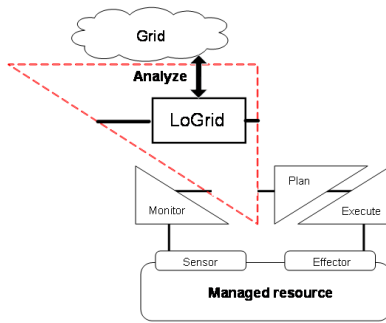 Grid
Analyze
LoGrid
Plan
Monitor
Execute
Sensor
Effector
Managed resource